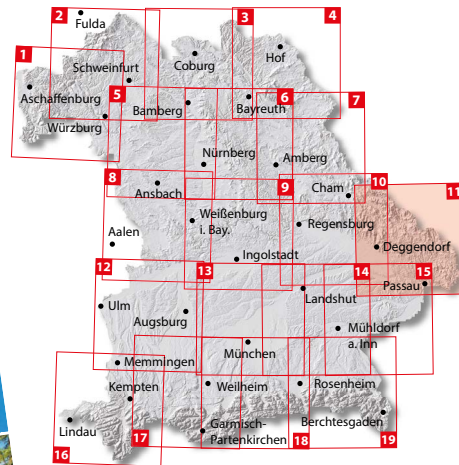 2
Fulda
3
4
1
Coburg
Hof
Schweinfurt
Aschaffenburg
5
Bamberg
6
Bayreuth
7
Würzburg
Nürnberg
Amberg
8
Ansbach
9
Cham
10
11
Weißenburg
i. Bay.
Regensburg
Aalen
Deggendorf
Ingolstadt
12
13
14
15
Passau
Ulm
Landshut
Augsburg
Mühldorf
a. Inn
München
Memmingen
Kempten
Weilheim
Rosenheim
Lindau
Berchtesgaden
16
17
Garmisch-
Partenkirchen
18
19